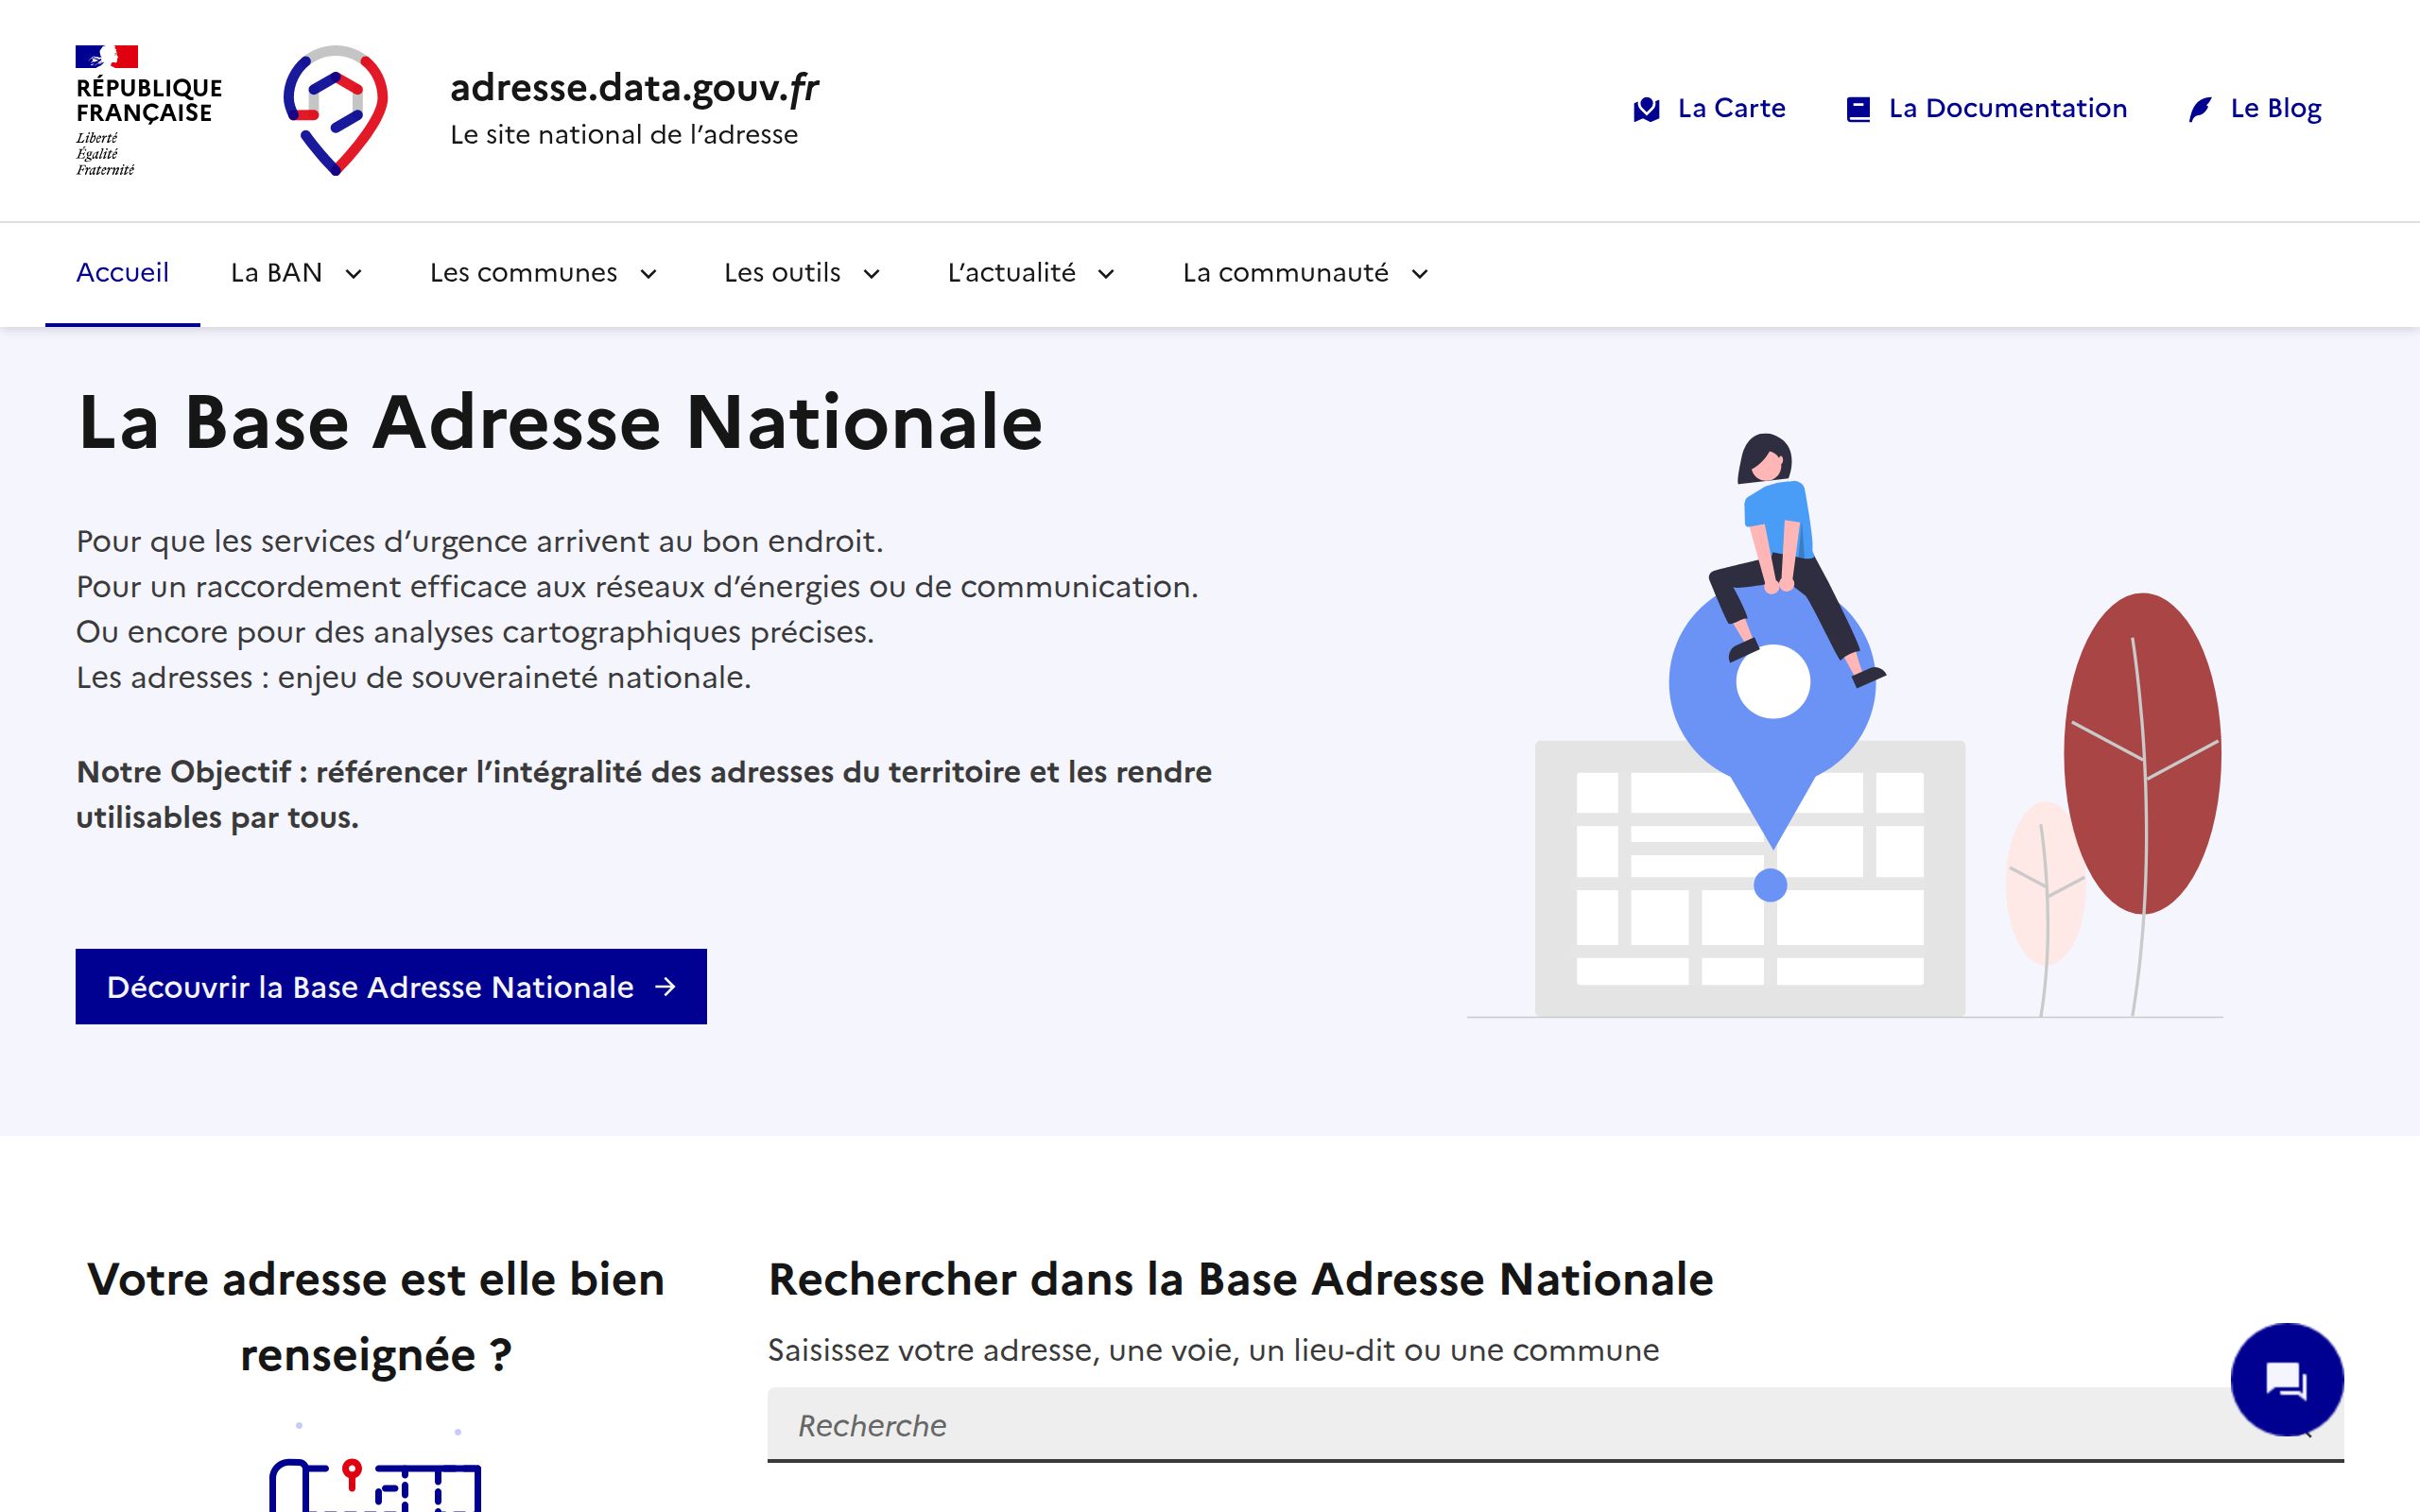 RÉPUBLIQUE
FRANÇAISE
Liberté
Égalité
Fraternité
adresse.data.gouv.fr
Le site national de l’adresse
La Carte
La Documentation
Le Blog
Accueil
La BAN
Les communes
Les outils
L’actualité
La communauté
La Base Adresse Nationale
Pour que les services d’urgence arrivent au bon endroit.
Pour un raccordement efficace aux réseaux d’énergies ou de communication.
Ou encore pour des analyses cartographiques précises.
Les adresses : enjeu de souveraineté nationale.
Notre Objectif : référencer l’intégralité des adresses du territoire et les rendre
utilisables par tous.
Découvrir la Base Adresse Nationale
Votre adresse est elle bien
renseignée ?
Rechercher dans la Base Adresse Nationale
Saisissez votre adresse, une voie, un lieu-dit ou une commune
Recherche